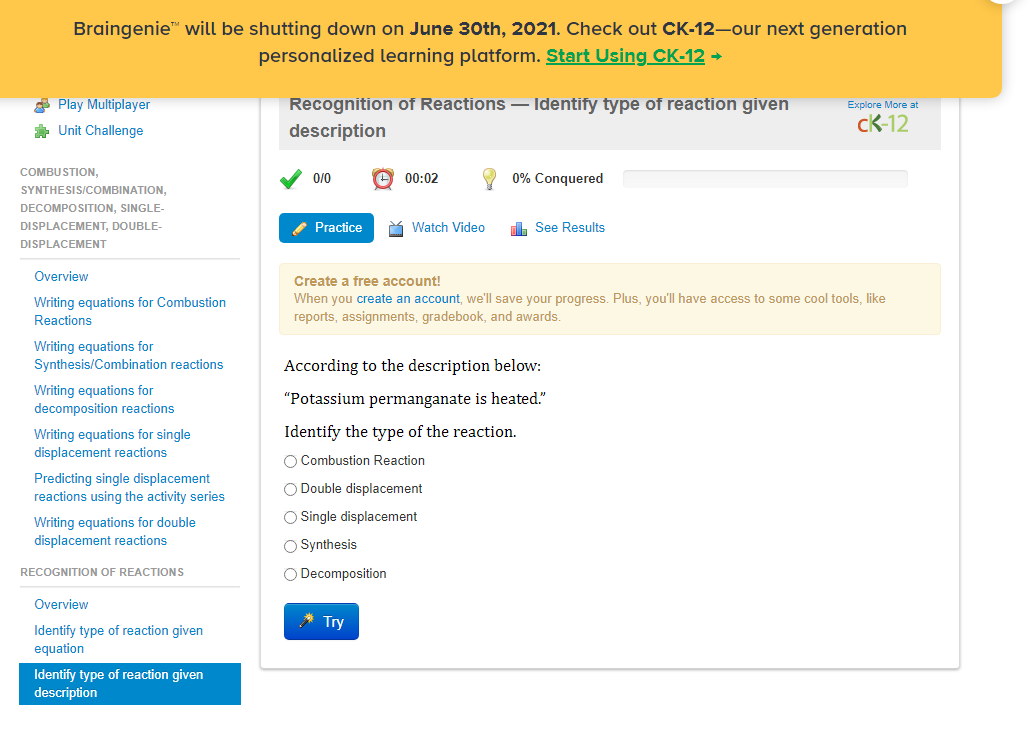 Braingenie™ will be shutting down on June 30th, 2021. Check out CK-12—our next generation
personalized learning platform. Start Using CK-12 →
Play Multiplayer
Unit Challenge
COMBUSTION,
SYNTHESIS/COMBINATION,
DECOMPOSITION, SINGLE-
DISPLACEMENT, DOUBLE-
DISPLACEMENT
Overview
Writing equations for Combustion
Reactions
Writing equations for
Synthesis/Combination reactions
Writing equations for
decomposition reactions
Writing equations for single
displacement reactions
Predicting single displacement
reactions using the activity series
Writing equations for double
displacement reactions
RECOGNITION OF REACTIONS
Overview
Identify type of reaction given
equation
Identify type of reaction given
description
Recognition of Reactions — Identify type of reaction given
description
Explore More at
cK-12
0/0
00:02
0% Conquered
Practice
Watch Video
See Results
Create a free account!
When you create an account, we'll save your progress. Plus, you'll have access to some cool tools, like
reports, assignments, gradebook, and awards.
According to the description below:
“Potassium permanganate is heated.”
Identify the type of the reaction.
Combustion Reaction
Double displacement
Single displacement
Synthesis
Decomposition
Try